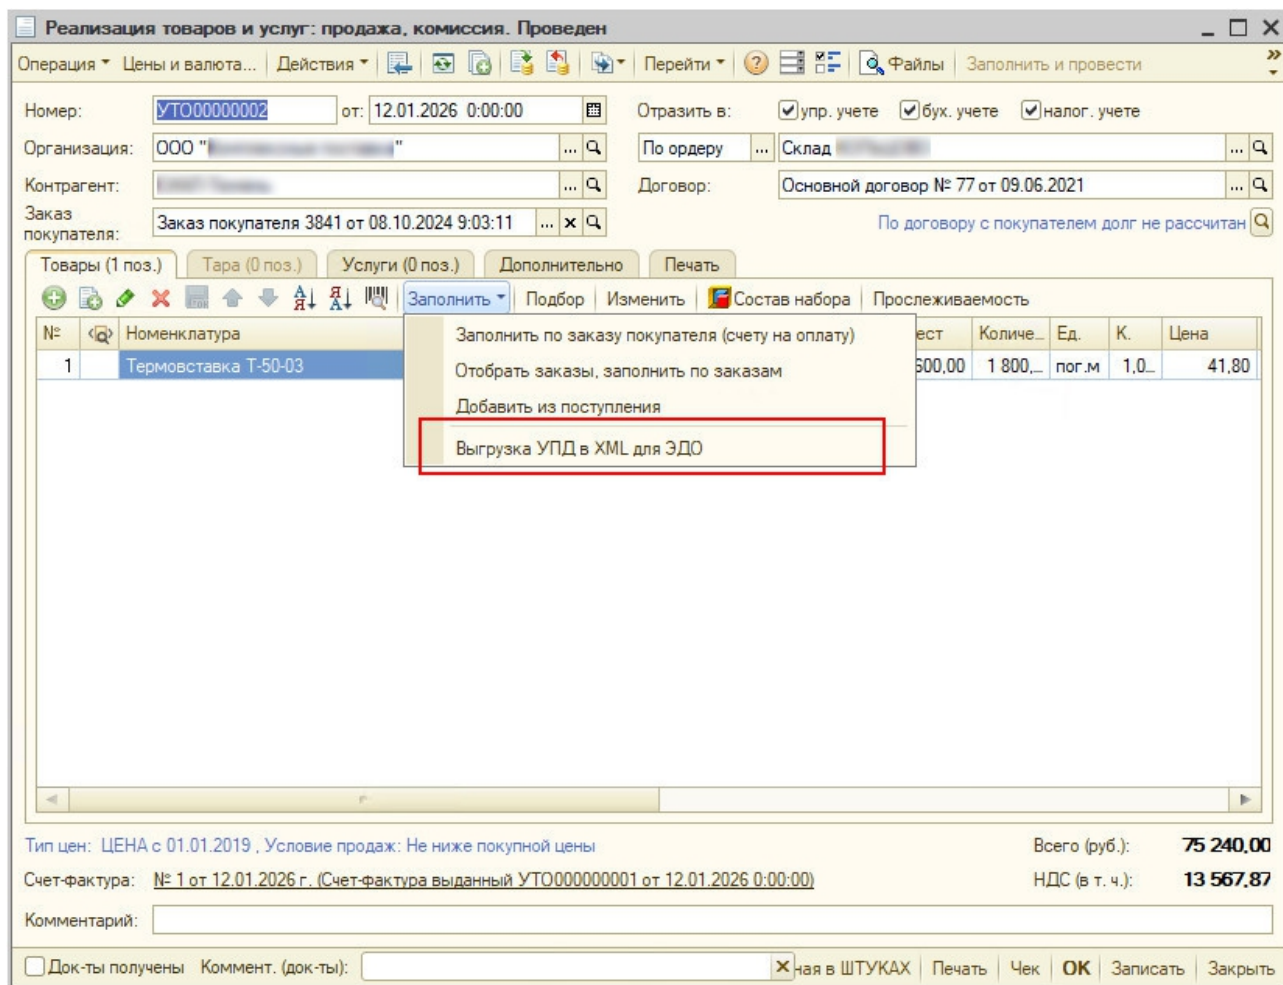 Реализация товаров и услуг: продажа, комиссия. Проведен
Операция Цены и валюта... Действия Перейти Файлы Заполнить и провести
Номер: УТО00000002 от: 12.01.2026 0:00:00 Отразить в: упр. учете бух. учете налог. учете
Организация: ООО " " По ордеру ... Склад
Контрагент: Договор: Основной договор № 77 от 09.06.2021
Заказ
покупателя: Заказ покупателя 3841 от 08.10.2024 9:03:11 По договору с покупателем долг не рассчитан
Товары (1 поз.) Тара (0 поз.) Услуги (0 поз.) Дополнительно Печать
Заполнить Подбор Изменить Состав набора Прослеживаемость
№ Номенклатура ест Количе... Ед. К. Цена
1 Термовставка Т-50-03 600,00 1 800,... пог.м 1,0... 41,80
Заполнить по заказу покупателя (счету на оплату)
Отобрать заказы, заполнить по заказам
Добавить из поступления
Выгрузка УПД в XML для ЭДО
Тип цен: ЦЕНА с 01.01.2019 , Условие продаж: Не ниже покупной цены Всего (руб.): 75 240,00
Счет-фактура: № 1 от 12.01.2026 г. (Счет-фактура выданный УТО000000001 от 12.01.2026 0:00:00) НДС (в т. ч.): 13 567,87
Комментарий:
Док-ты получены Коммент. (док-ты): ная в ШТУКАХ Печать Чек OK Записать Закрыть